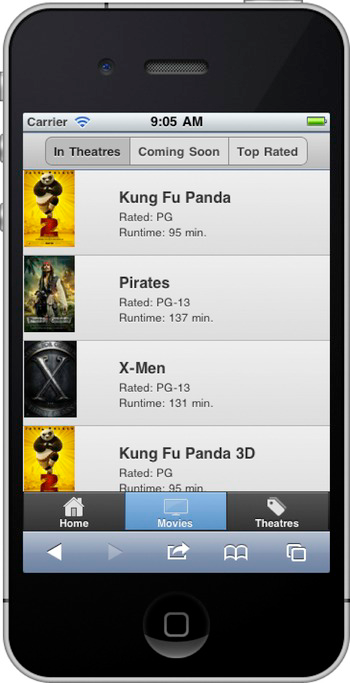 Carrier 9:05 AM
In Theatres Coming Soon Top Rated
Kung Fu Panda
Rated: PG
Runtime: 95 min.
2
Pirates
Rated: PG-13
Runtime: 137 min.
X-Men
Rated: PG-13
Runtime: 131 min.
Kung Fu Panda 3D
Rated: PG
Runtime: 95 min.
2
Home Movies Theatres